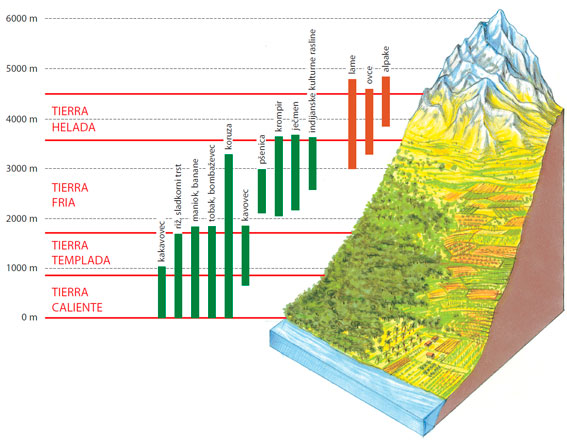 6000 m
5000 m
4000 m
3000 m
2000 m
1000 m
0 m
TIERRA
HELADA
TIERRA
FRIA
TIERRA
TEMPLADA
TIERRA
CALIENTE
kakavovec
riž, sladkorni trst
maniok, banane
tobak, bombaževec
koruza
kavovec
pšenica
krompir
ječmen
indijanske kulturne rasline
lame
ovce
alpake